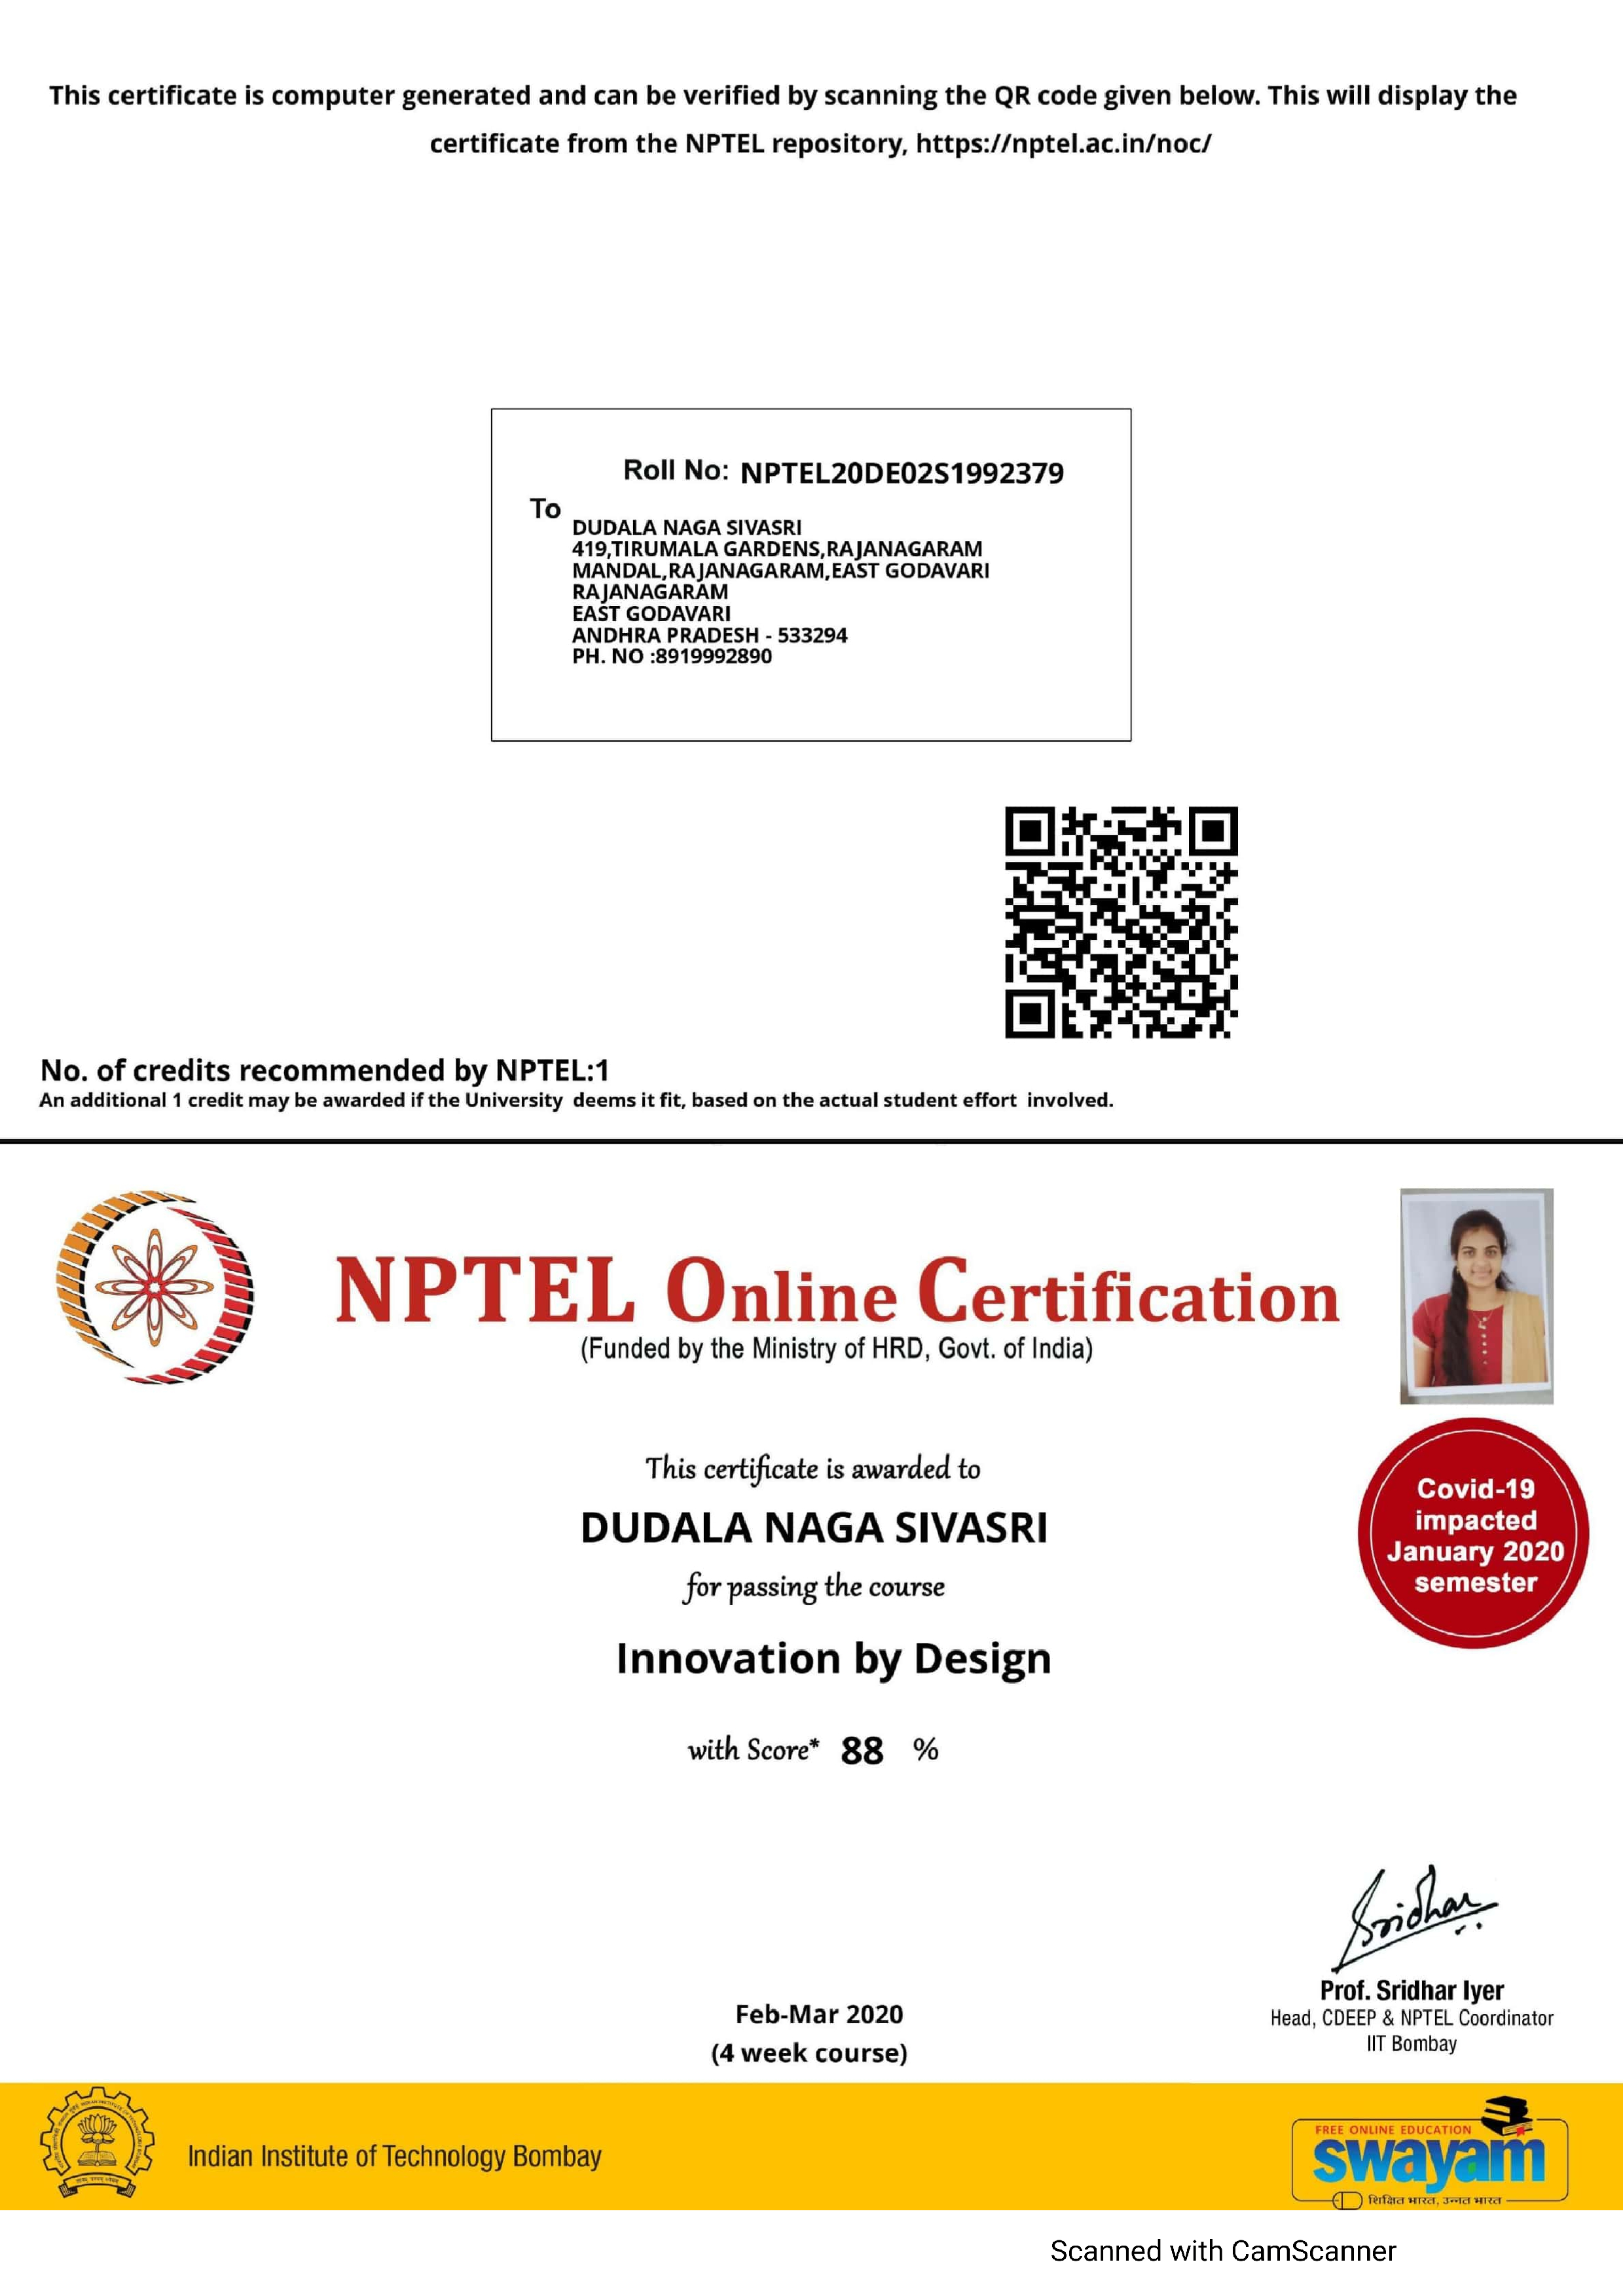 This certificate is computer generated and can be verified by scanning the QR code given below. This will display the
certificate from the NPTEL repository, https://nptel.ac.in/noc/
Roll No: NPTEL20DE02S1992379
To
DUDALA NAGA SIVASRI
419,TIRUMALA GARDENS,RAJANAGARAM
MANDAL,RAJANAGARAM,EAST GODAVARI
RAJANAGARAM
EAST GODAVARI
ANDHRA PRADESH - 533294
PH. NO :8919992890
No. of credits recommended by NPTEL:1
An additional 1 credit may be awarded if the University deems it fit, based on the actual student effort involved.
NPTEL Online Certification
(Funded by the Ministry of HRD, Govt. of India)
This certificate is awarded to
DUDALA NAGA SIVASRI
for passing the course
Innovation by Design
with Score* 88 %
Covid-19
impacted
January 2020
semester
Sridhar
Prof. Sridhar Iyer
Head, CDEEP & NPTEL Coordinator
IIT Bombay
Feb-Mar 2020
(4 week course)
Indian Institute of Technology Bombay
FREE ONLINE EDUCATION
swayam
शिक्षित भारत, उन्नत भारत
Scanned with CamScanner